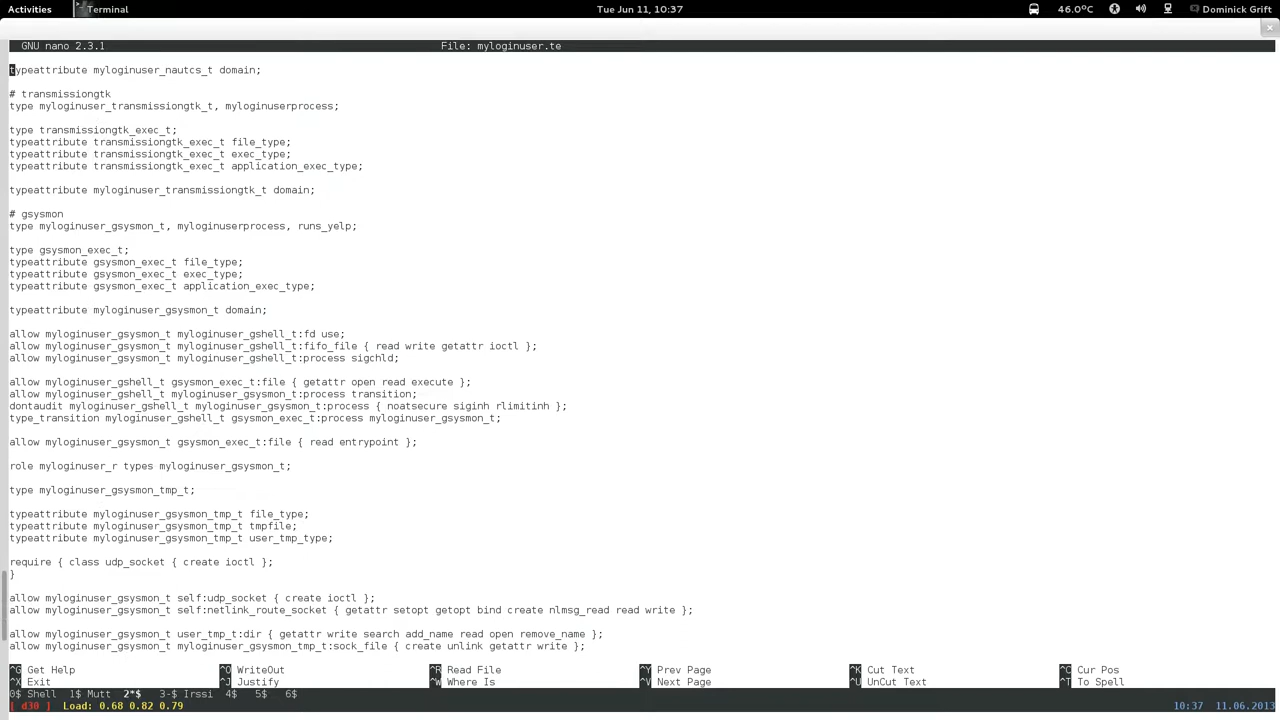 Activities Terminal Tue Jun 11, 10:37 46.0°C Dominick Grift
GNU nano 2.3.1 File: myloginuser.te
typeattribute myloginuser_nautcs_t domain;
# transmissiongtk
type myloginuser_transmissiongtk_t, myloginuserprocess;
type transmissiongtk_exec_t;
typeattribute transmissiongtk_exec_t file_type;
typeattribute transmissiongtk_exec_t exec_type;
typeattribute transmissiongtk_exec_t application_exec_type;
typeattribute myloginuser_transmissiongtk_t domain;
# gsysmon
type myloginuser_gsysmon_t, myloginuserprocess, runs_yelp;
type gsysmon_exec_t;
typeattribute gsysmon_exec_t file_type;
typeattribute gsysmon_exec_t exec_type;
typeattribute gsysmon_exec_t application_exec_type;
typeattribute myloginuser_gsysmon_t domain;
allow myloginuser_gsysmon_t myloginuser_gshell_t:fd use;
allow myloginuser_gsysmon_t myloginuser_gshell_t:fifo_file { read write getattr ioctl };
allow myloginuser_gsysmon_t myloginuser_gshell_t:process sigchld;
allow myloginuser_gshell_t gsysmon_exec_t:file { getattr open read execute };
allow myloginuser_gshell_t myloginuser_gsysmon_t:process transition;
dontaudit myloginuser_gshell_t myloginuser_gsysmon_t:process { noatsecure siginh rlimitinh };
type_transition myloginuser_gshell_t gsysmon_exec_t:process myloginuser_gsysmon_t;
allow myloginuser_gsysmon_t gsysmon_exec_t:file { read entrypoint };
role myloginuser_r types myloginuser_gsysmon_t;
type myloginuser_gsysmon_tmp_t;
typeattribute myloginuser_gsysmon_tmp_t file_type;
typeattribute myloginuser_gsysmon_tmp_t tmpfile;
typeattribute myloginuser_gsysmon_tmp_t user_tmp_type;
require { class udp_socket { create ioctl };
}
allow myloginuser_gsysmon_t self:udp_socket { create ioctl };
allow myloginuser_gsysmon_t self:netlink_route_socket { getattr setopt getopt bind create nlmsg_read read write };
allow myloginuser_gsysmon_t user_tmp_t:dir { getattr write search add_name read open remove_name };
allow myloginuser_gsysmon_t myloginuser_gsysmon_tmp_t:sock_file { create unlink getattr write };
^G Get Help ^O WriteOut ^R Read File ^Y Prev Page ^K Cut Text ^C Cur Pos
^X Exit ^J Justify ^W Where Is ^V Next Page ^U UnCut Text ^T To Spell
0$ Shell 1$ Mutt 2*$ 3-$ Irssi 4$ 5$ 6$
[ d30 ] Load: 0.68 0.82 0.79 10:37 11.06.2013